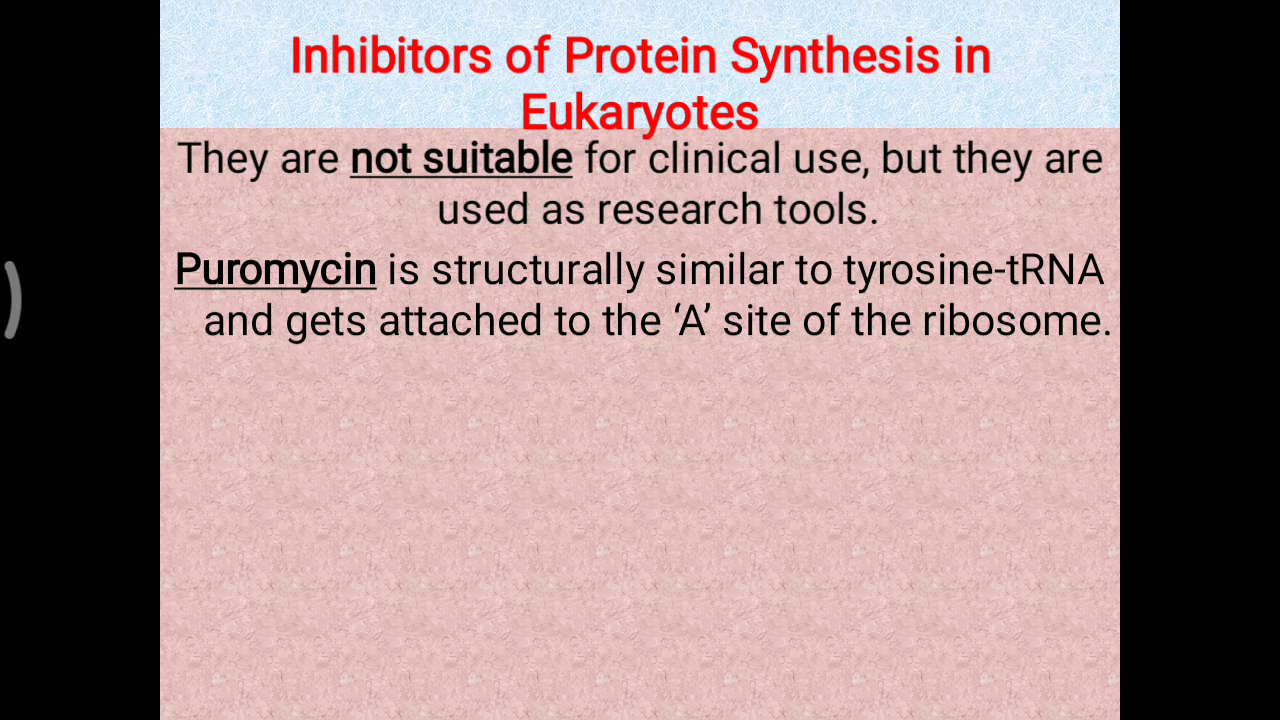 Inhibitors of Protein Synthesis in
Eukaryotes
They are not suitable for clinical use, but they are
used as research tools.
Puromycin is structurally similar to tyrosine-tRNA
and gets attached to the ‘A’ site of the ribosome.